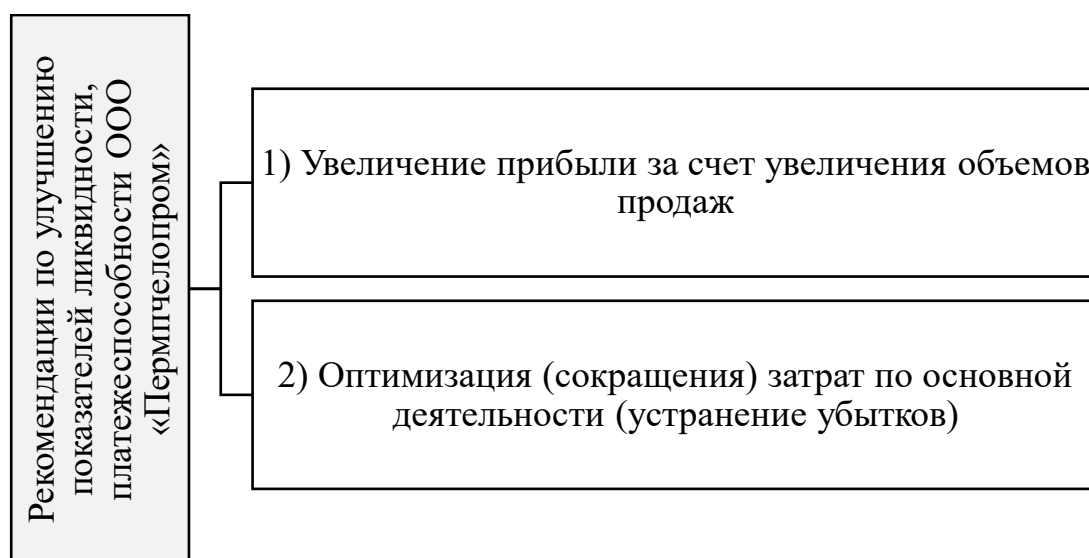 Рекомендации по улучшению
показателей ликвидности,
платежеспособности ООО
«Пермпчелопром»
1) Увеличение прибыли за счет увеличения объемов
продаж
2) Оптимизация (сокращения) затрат по основной
деятельности (устранение убытков)